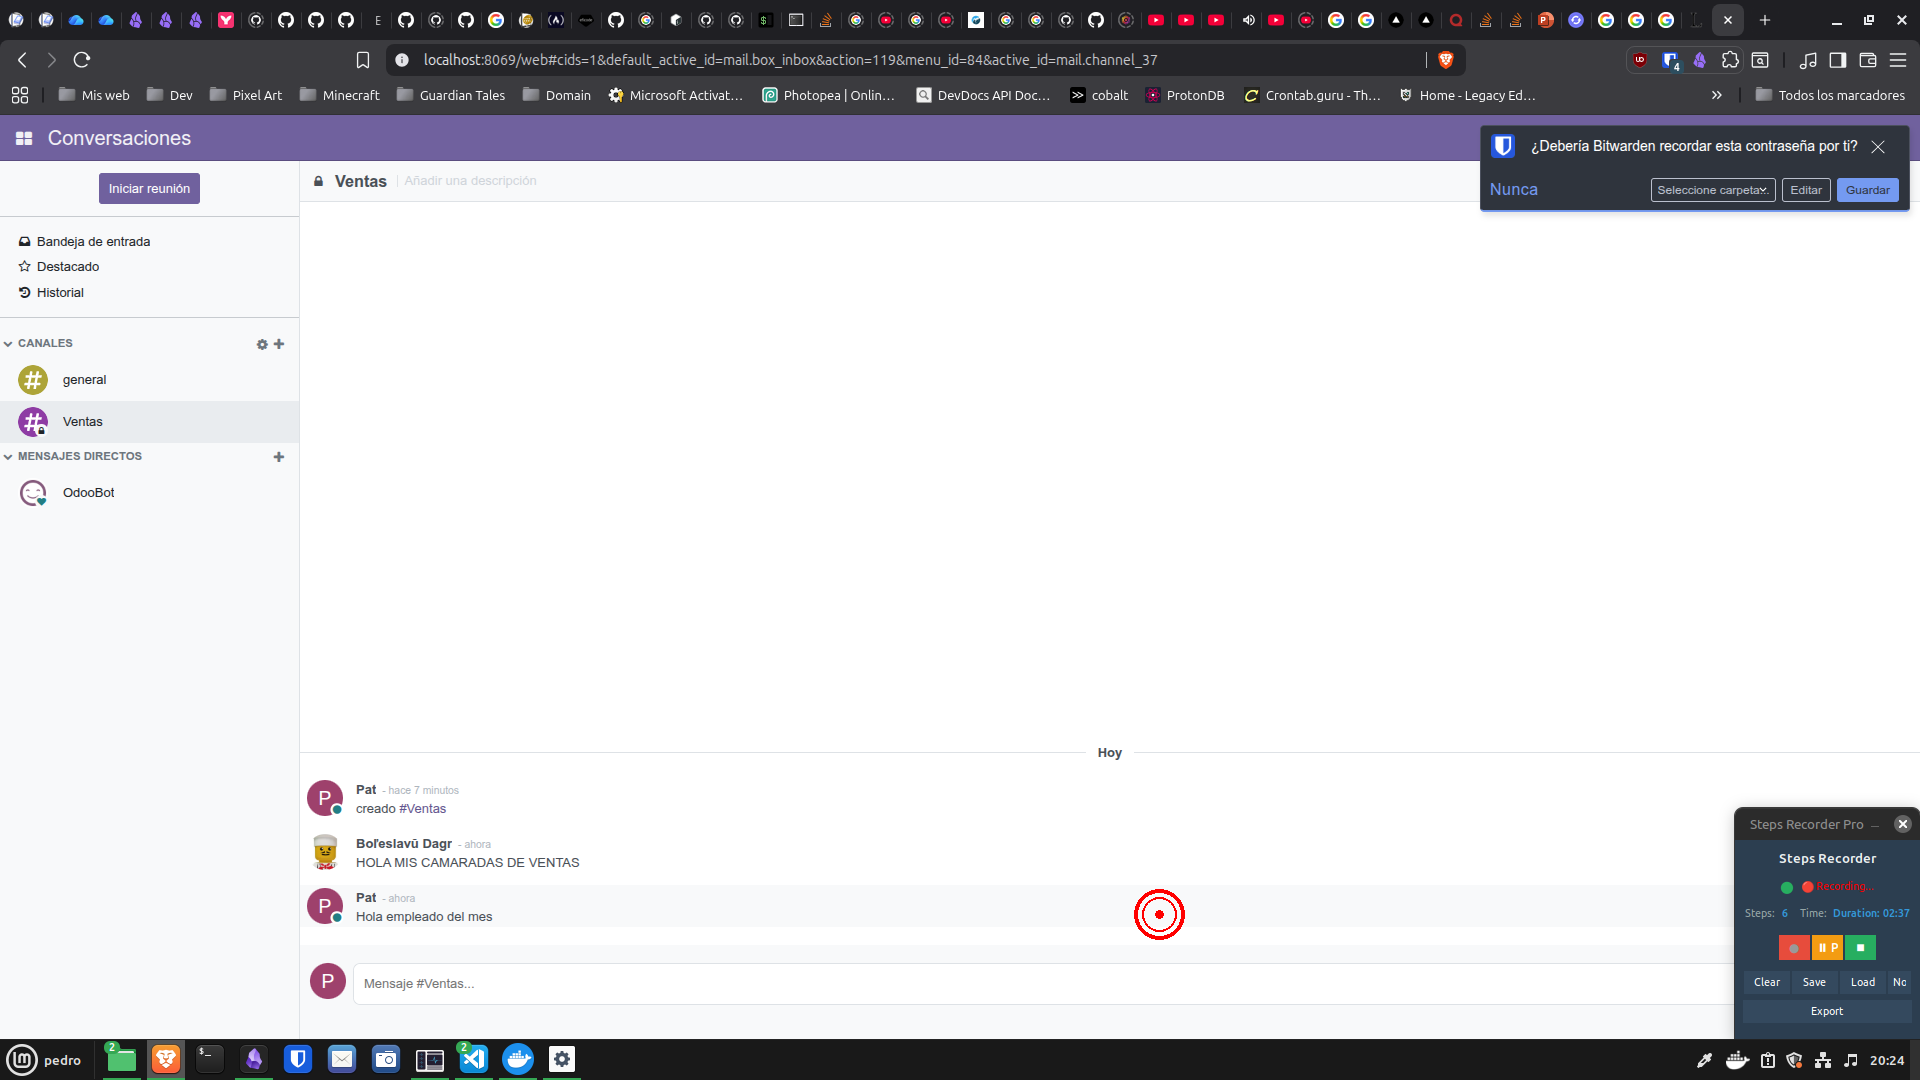 localhost:8069/web#cids=1&default_active_id=mail.box_inbox&action=119&menu_id=84&active_id=mail.channel_37
4
Mis web
Dev
Pixel Art
Minecraft
Guardian Tales
Domain
Microsoft Activat...
Photopea | Onlin...
DevDocs API Doc...
cobalt
ProtonDB
Crontab.guru - Th...
Home - Legacy Ed...
Todos los marcadores
Conversaciones
¿Debería Bitwarden recordar esta contraseña por ti?
Nunca
Seleccione carpeta...
Editar
Guardar
Iniciar reunión
Ventas
Añadir una descripción
Bandeja de entrada
Destacado
Historial
CANALES
general
Ventas
MENSAJES DIRECTOS
OdooBot
Hoy
P
Pat - hace 7 minutos
creado #Ventas
Boľeslavū Dagr - ahora
HOLA MIS CAMARADAS DE VENTAS
P
Pat - ahora
Hola empleado del mes
P
Mensaje #Ventas...
Steps Recorder Pro
Steps Recorder
Recording...
Steps: 6 Time: Duration: 02:37
P
Clear
Save
Load
No
Export
pedro
2
2
20:24